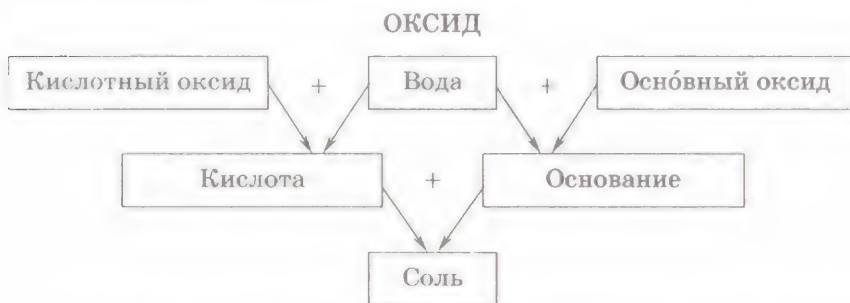 ОКСИД
Кислотный оксид + Вода + Осно́вный оксид
Кислота + Основание
Соль